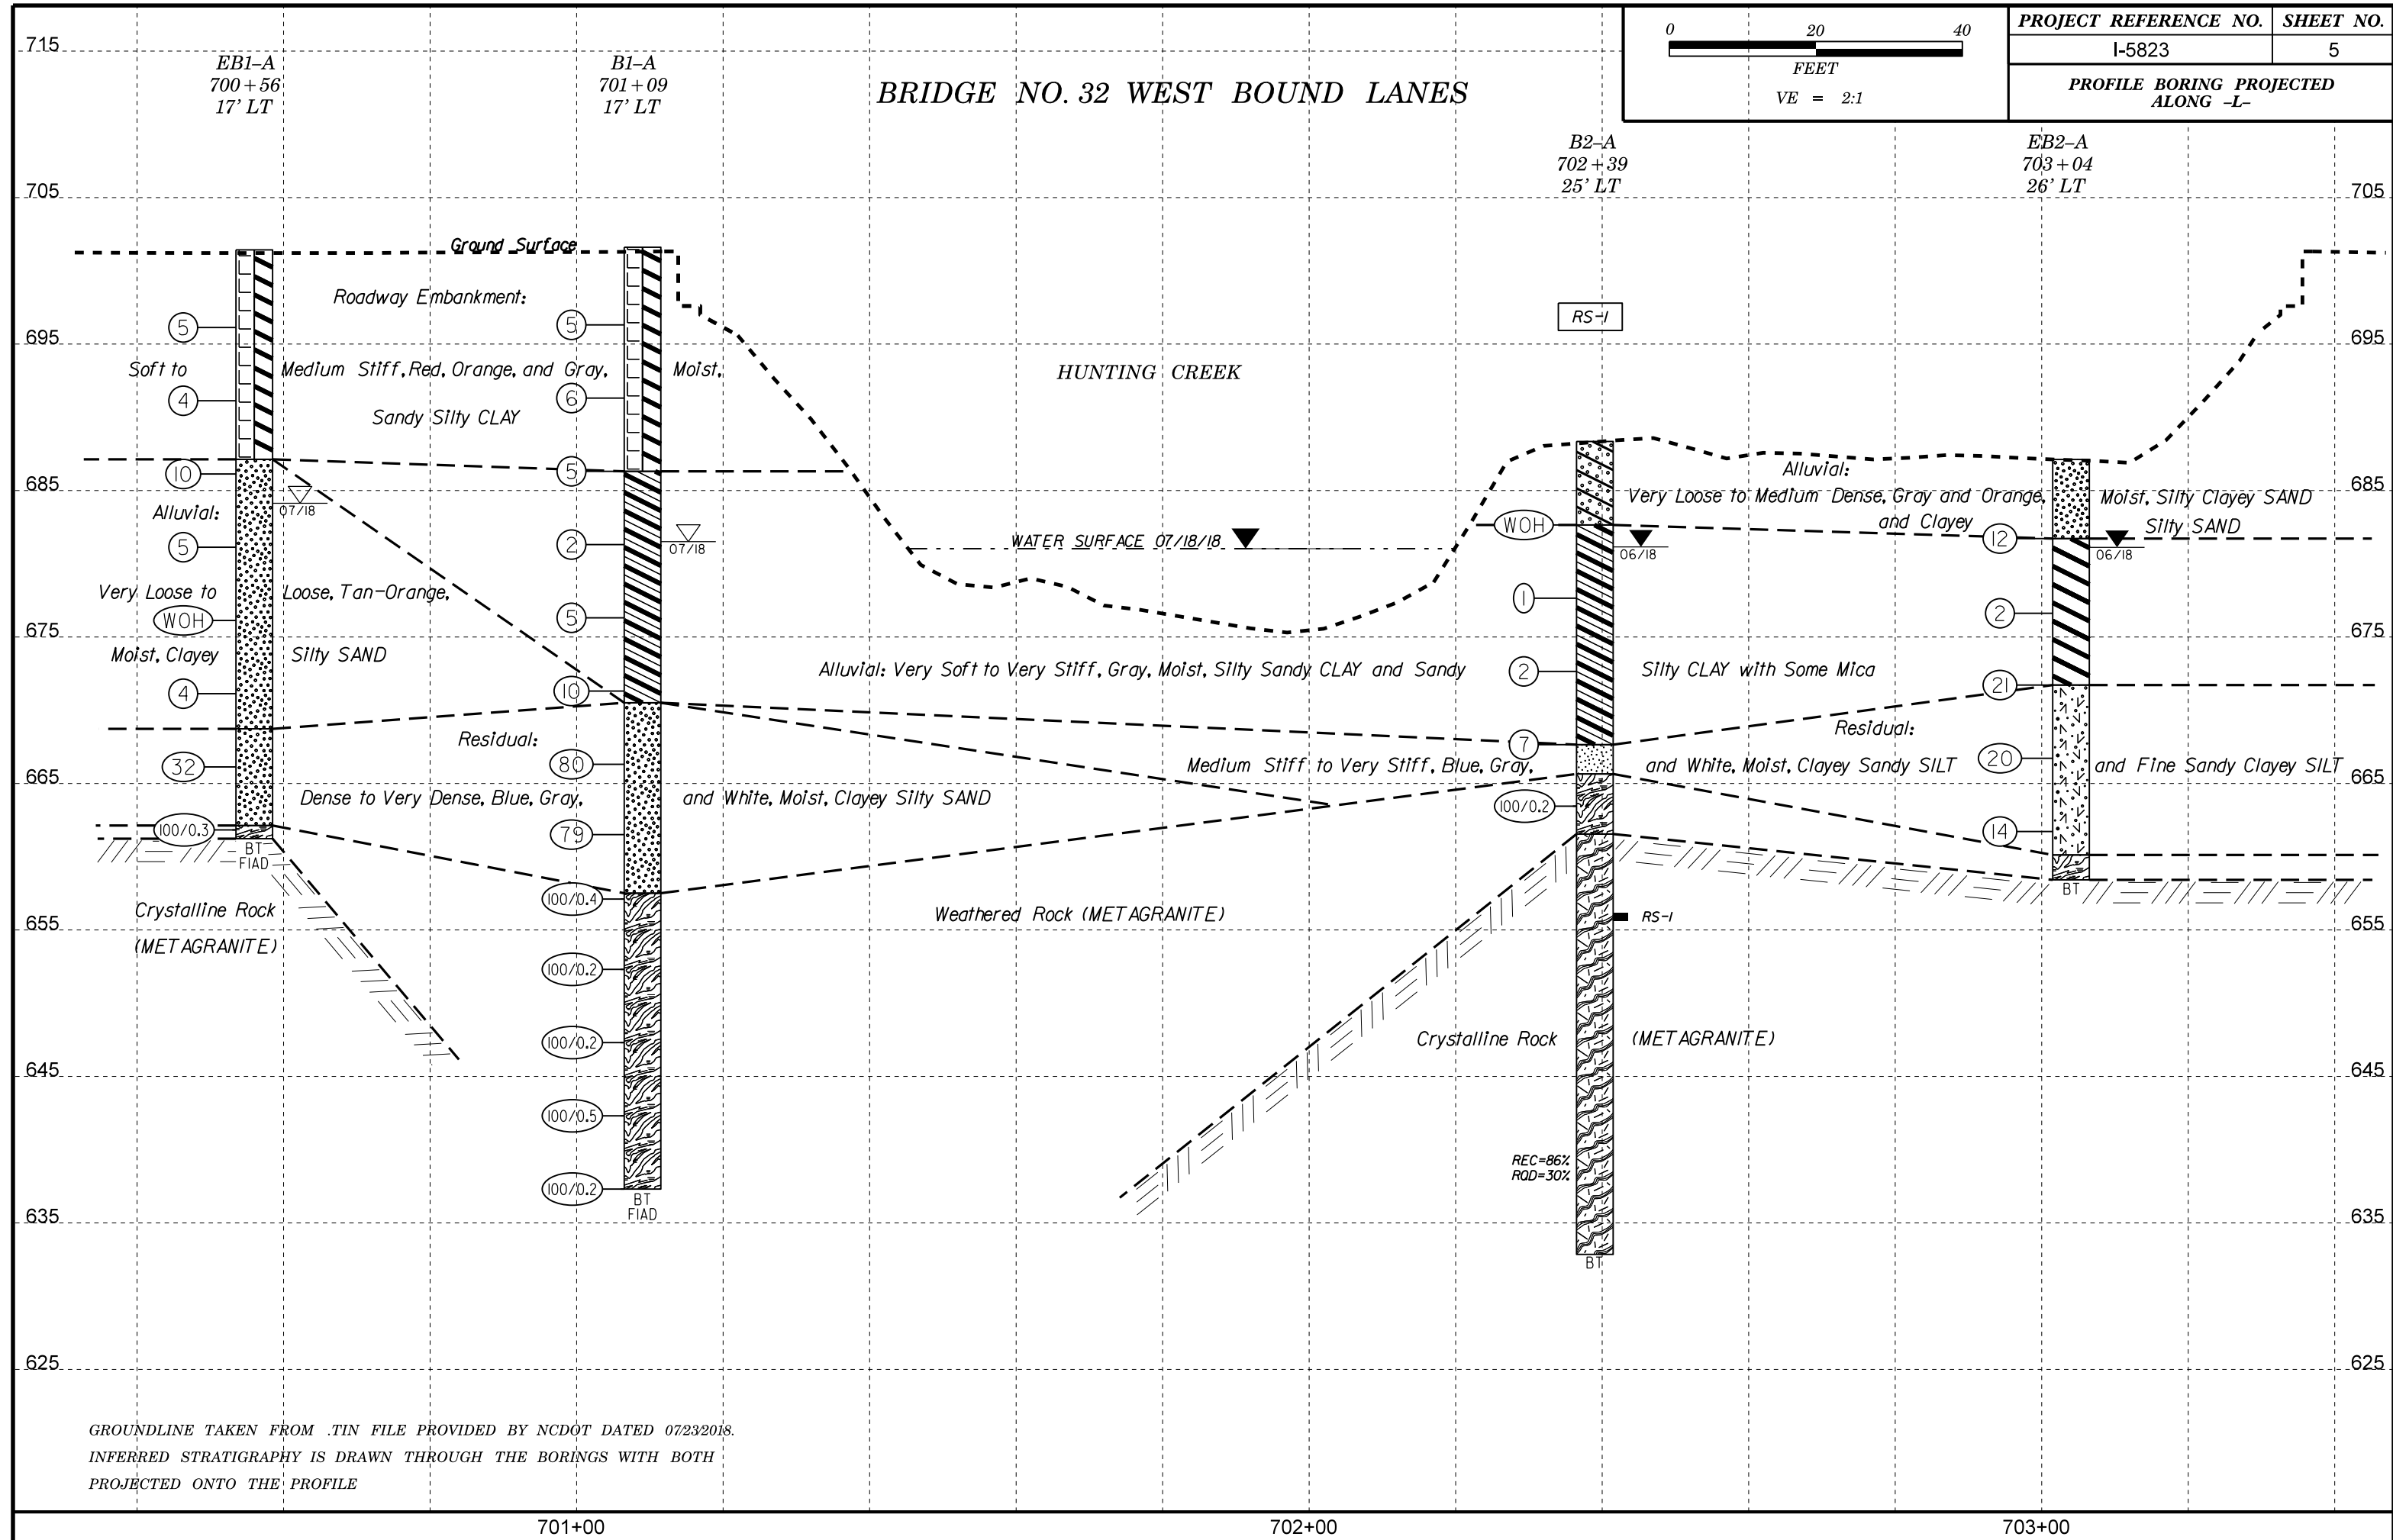 0 20 40
FEET
VE = 2:1
PROJECT REFERENCE NO. SHEET NO.
I-5823 5
PROFILE BORING PROJECTED
ALONG -L-
BRIDGE NO. 32 WEST BOUND LANES
EB1-A
700+56
17' LT
B1-A
701+09
17' LT
B2-A
702+39
25' LT
EB2-A
703+04
26' LT
715
705 705
695 695
685 685
675 675
665 665
655 655
645 645
635 635
625 625
Ground Surface
Roadway Embankment:
Soft to Medium Stiff, Red, Orange, and Gray, Moist,
Sandy Silty CLAY
HUNTING CREEK
RS-1
5
4
10
5
WOH
4
32
100/0.3
BT
FIAD
07/18
Alluvial:
Very Loose to Loose, Tan-Orange,
Moist, Clayey Silty SAND
5
6
5
2
5
10
80
79
100/0.4
100/0.2
100/0.2
100/0.5
100/0.2
BT
FIAD
07/18
WATER SURFACE 07/18/18
Alluvial:
Very Loose to Medium Dense, Gray and Orange, Moist, Silty Clayey SAND
and Clayey Silty SAND
WOH
1
2
7
100/0.2
06/18
12
2
21
20
14
BT
06/18
Alluvial: Very Soft to Very Stiff, Gray, Moist, Silty Sandy CLAY and Sandy Silty CLAY with Some Mica
Residual:
Dense to Very Dense, Blue, Gray, and White, Moist, Clayey Silty SAND
Residual:
Medium Stiff to Very Stiff, Blue, Gray, and White, Moist, Clayey Sandy SILT and Fine Sandy Clayey SILT
Crystalline Rock
(METAGRANITE)
Weathered Rock (METAGRANITE)
RS-1
Crystalline Rock (METAGRANITE)
REC=86%
RQD=30%
BT
GROUNDLINE TAKEN FROM .TIN FILE PROVIDED BY NCDOT DATED 07/23/2018.
INFERRED STRATIGRAPHY IS DRAWN THROUGH THE BORINGS WITH BOTH
PROJECTED ONTO THE PROFILE
701+00 702+00 703+00